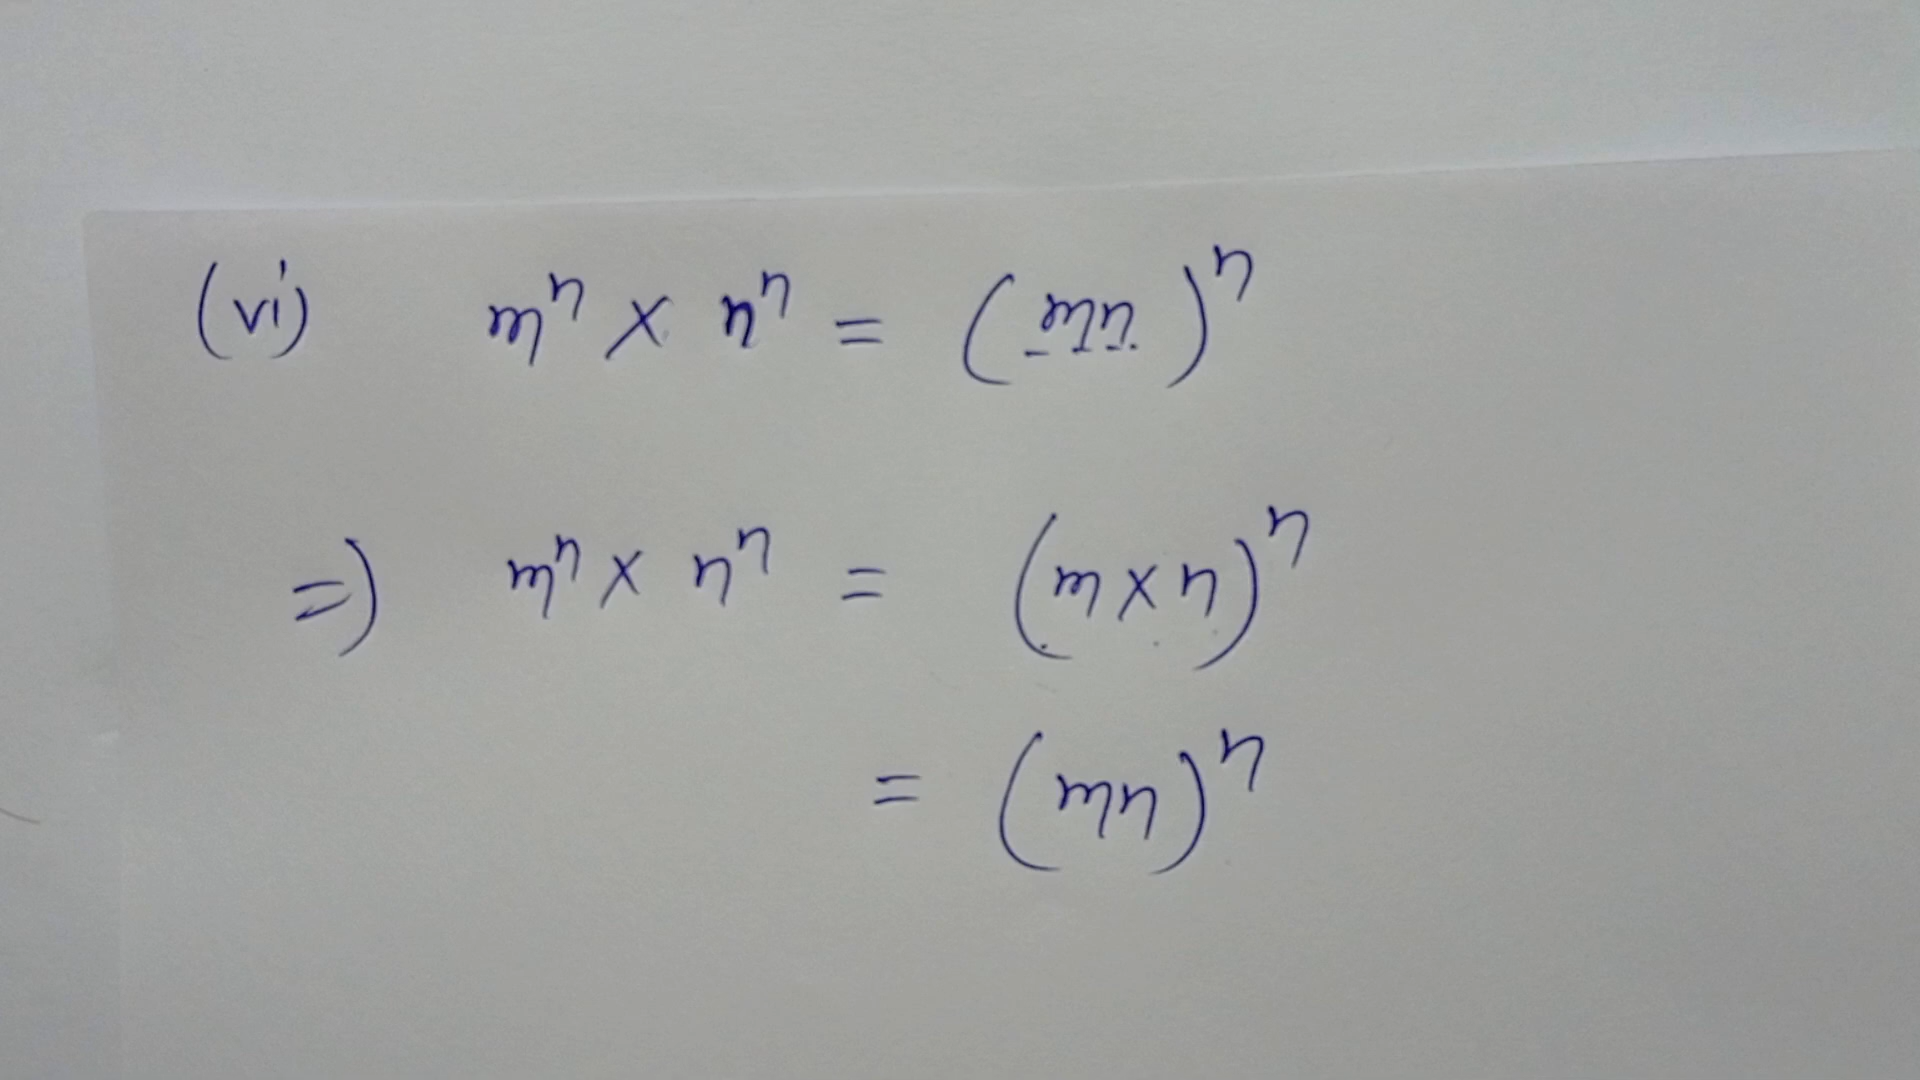 (vi) mⁿ × nⁿ = (mn)ⁿ
⇒ mⁿ × nⁿ = (m×n)ⁿ
= (mn)ⁿ